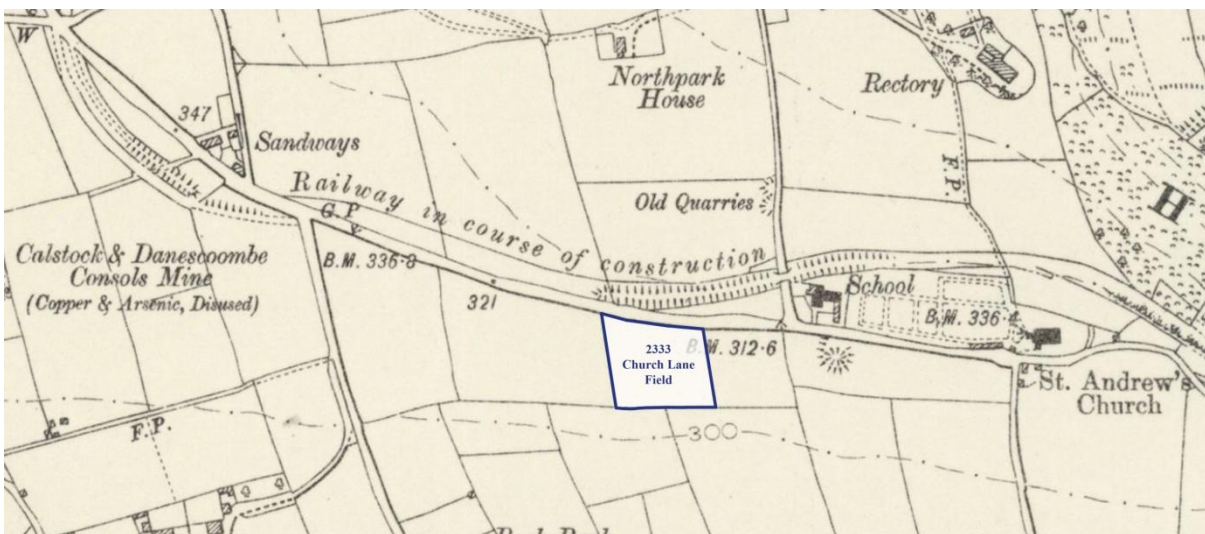 W
347
Sandways
Northpark
House
Rectory
F.P.
H
Railway in course of construction
G.P
Old Quarries
Calstock & Danescoombe
Consols Mine
(Copper & Arsenic, Disused)
B.M. 336·8
321
School
B.M. 336·
B.M. 312·6
2333
Church Lane
Field
St. Andrew's
Church
F.P.
300